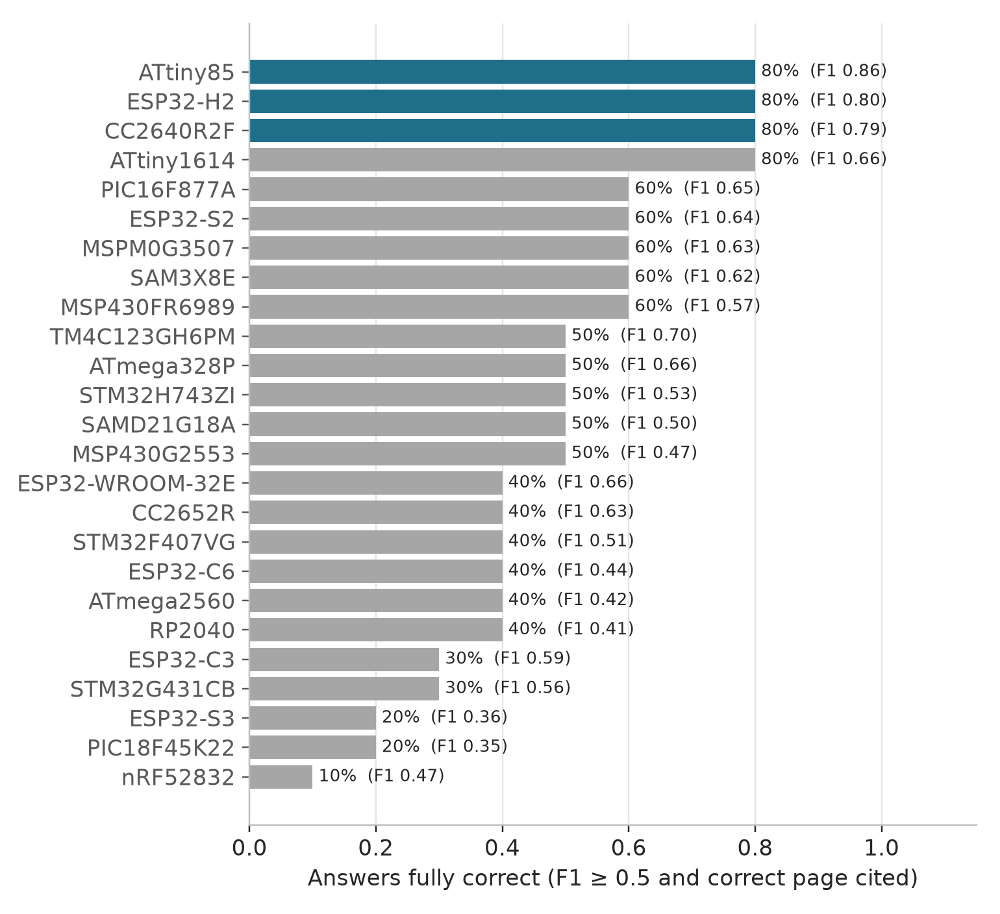 ATtiny85 80% (F1 0.86)
ESP32-H2 80% (F1 0.80)
CC2640R2F 80% (F1 0.79)
ATtiny1614 80% (F1 0.66)
PIC16F877A 60% (F1 0.65)
ESP32-S2 60% (F1 0.64)
MSPM0G3507 60% (F1 0.63)
SAM3X8E 60% (F1 0.62)
MSP430FR6989 60% (F1 0.57)
TM4C123GH6PM 50% (F1 0.70)
ATmega328P 50% (F1 0.66)
STM32H743ZI 50% (F1 0.53)
SAMD21G18A 50% (F1 0.50)
MSP430G2553 50% (F1 0.47)
ESP32-WROOM-32E 40% (F1 0.66)
CC2652R 40% (F1 0.63)
STM32F407VG 40% (F1 0.51)
ESP32-C6 40% (F1 0.44)
ATmega2560 40% (F1 0.42)
RP2040 40% (F1 0.41)
ESP32-C3 30% (F1 0.59)
STM32G431CB 30% (F1 0.56)
ESP32-S3 20% (F1 0.36)
PIC18F45K22 20% (F1 0.35)
nRF52832 10% (F1 0.47)
0.0 0.2 0.4 0.6 0.8 1.0
Answers fully correct (F1 ≥ 0.5 and correct page cited)